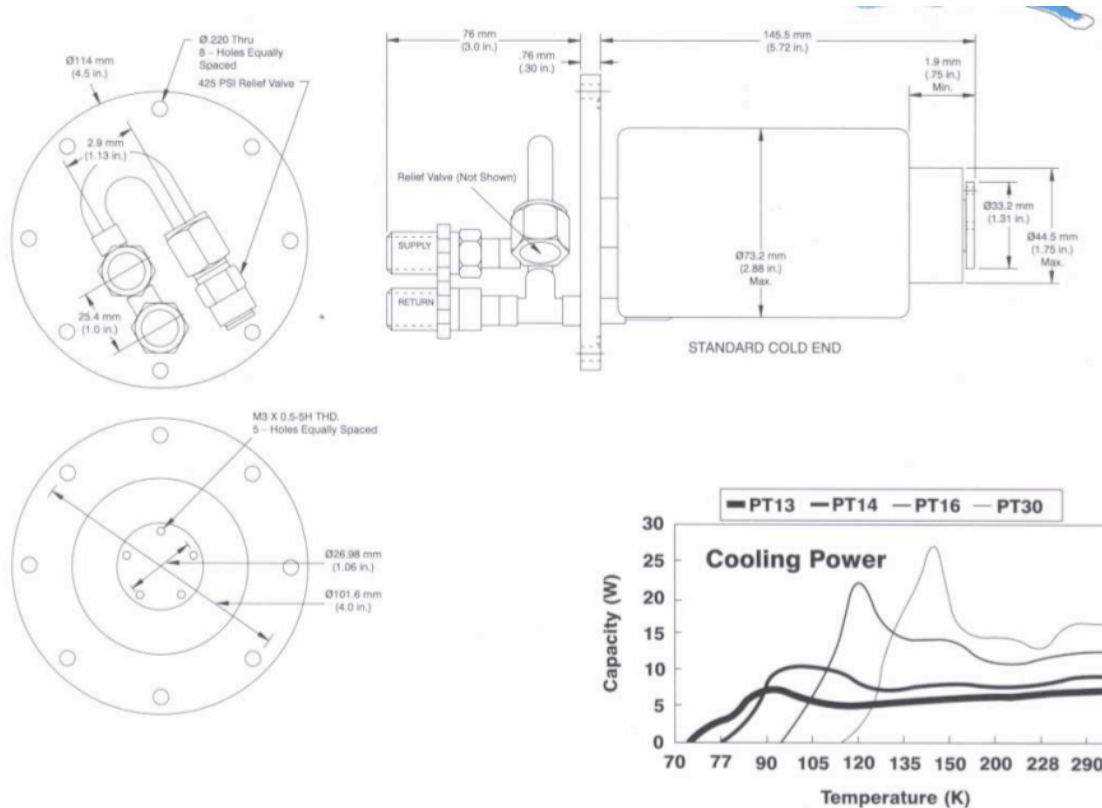 Ø.220 Thru
8 – Holes Equally
Spaced
Ø114 mm
(4.5 in.)
425 PSI Relief Valve
2.9 mm
(1.13 in.)
25.4 mm
(1.0 in.)
76 mm
(3.0 in.)
.76 mm
(.30 in.)
145.5 mm
(5.72 in.)
1.9 mm
(.75 in.)
Min.
Relief Valve (Not Shown)
SUPPLY
RETURN
Ø73.2 mm
(2.88 in.)
Max.
Ø33.2 mm
(1.31 in.)
Ø44.5 mm
(1.75 in.)
Max.
STANDARD COLD END
M3 X 0.5-5H THD.
5 – Holes Equally Spaced
Ø26.98 mm
(1.06 in.)
Ø101.6 mm
(4.0 in.)
PT13 PT14 PT16 PT30
Cooling Power
Capacity (W)
30
25
20
15
10
5
0
70 77 90 105 120 135 150 200 228 290
Temperature (K)